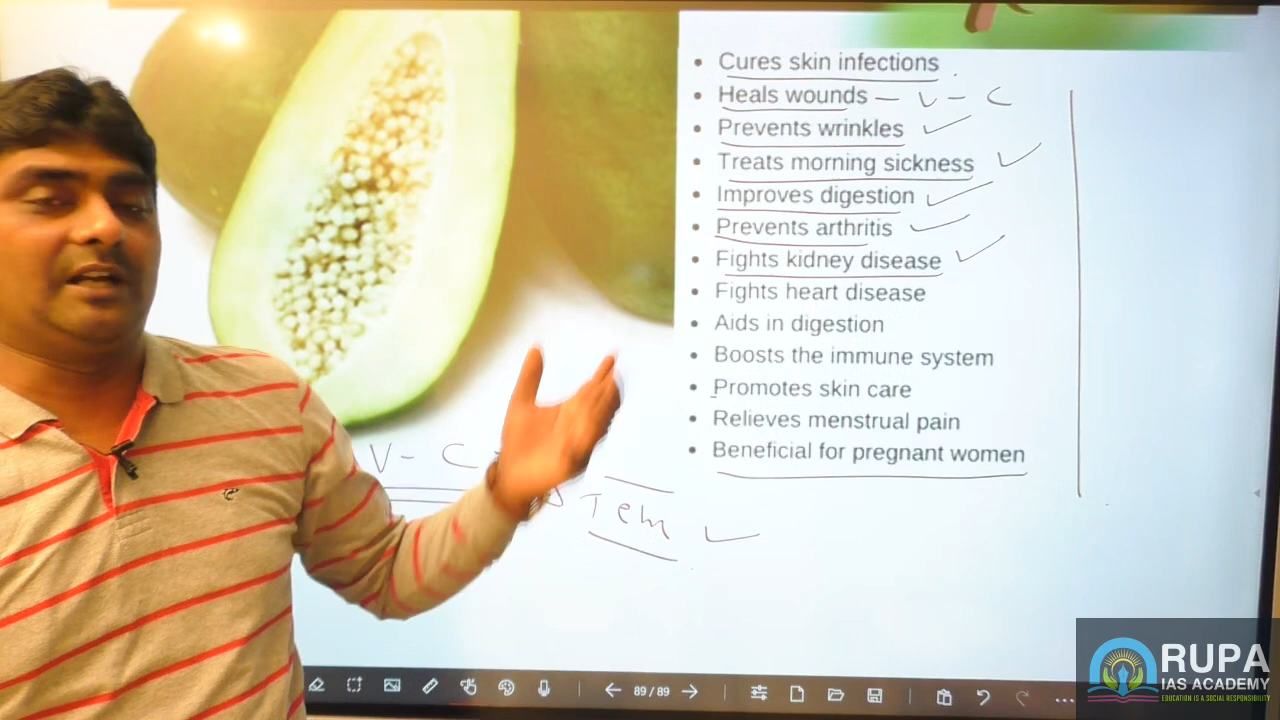 • Cures skin infections
• Heals wounds – V – C
• Prevents wrinkles
• Treats morning sickness
• Improves digestion
• Prevents arthritis
• Fights kidney disease
• Fights heart disease
• Aids in digestion
• Boosts the immune system
• Promotes skin care
• Relieves menstrual pain
• Beneficial for pregnant women
V – C
Tem
89/89
RUPA
IAS ACADEMY
EDUCATION IS A SOCIAL RESPONSIBILITY